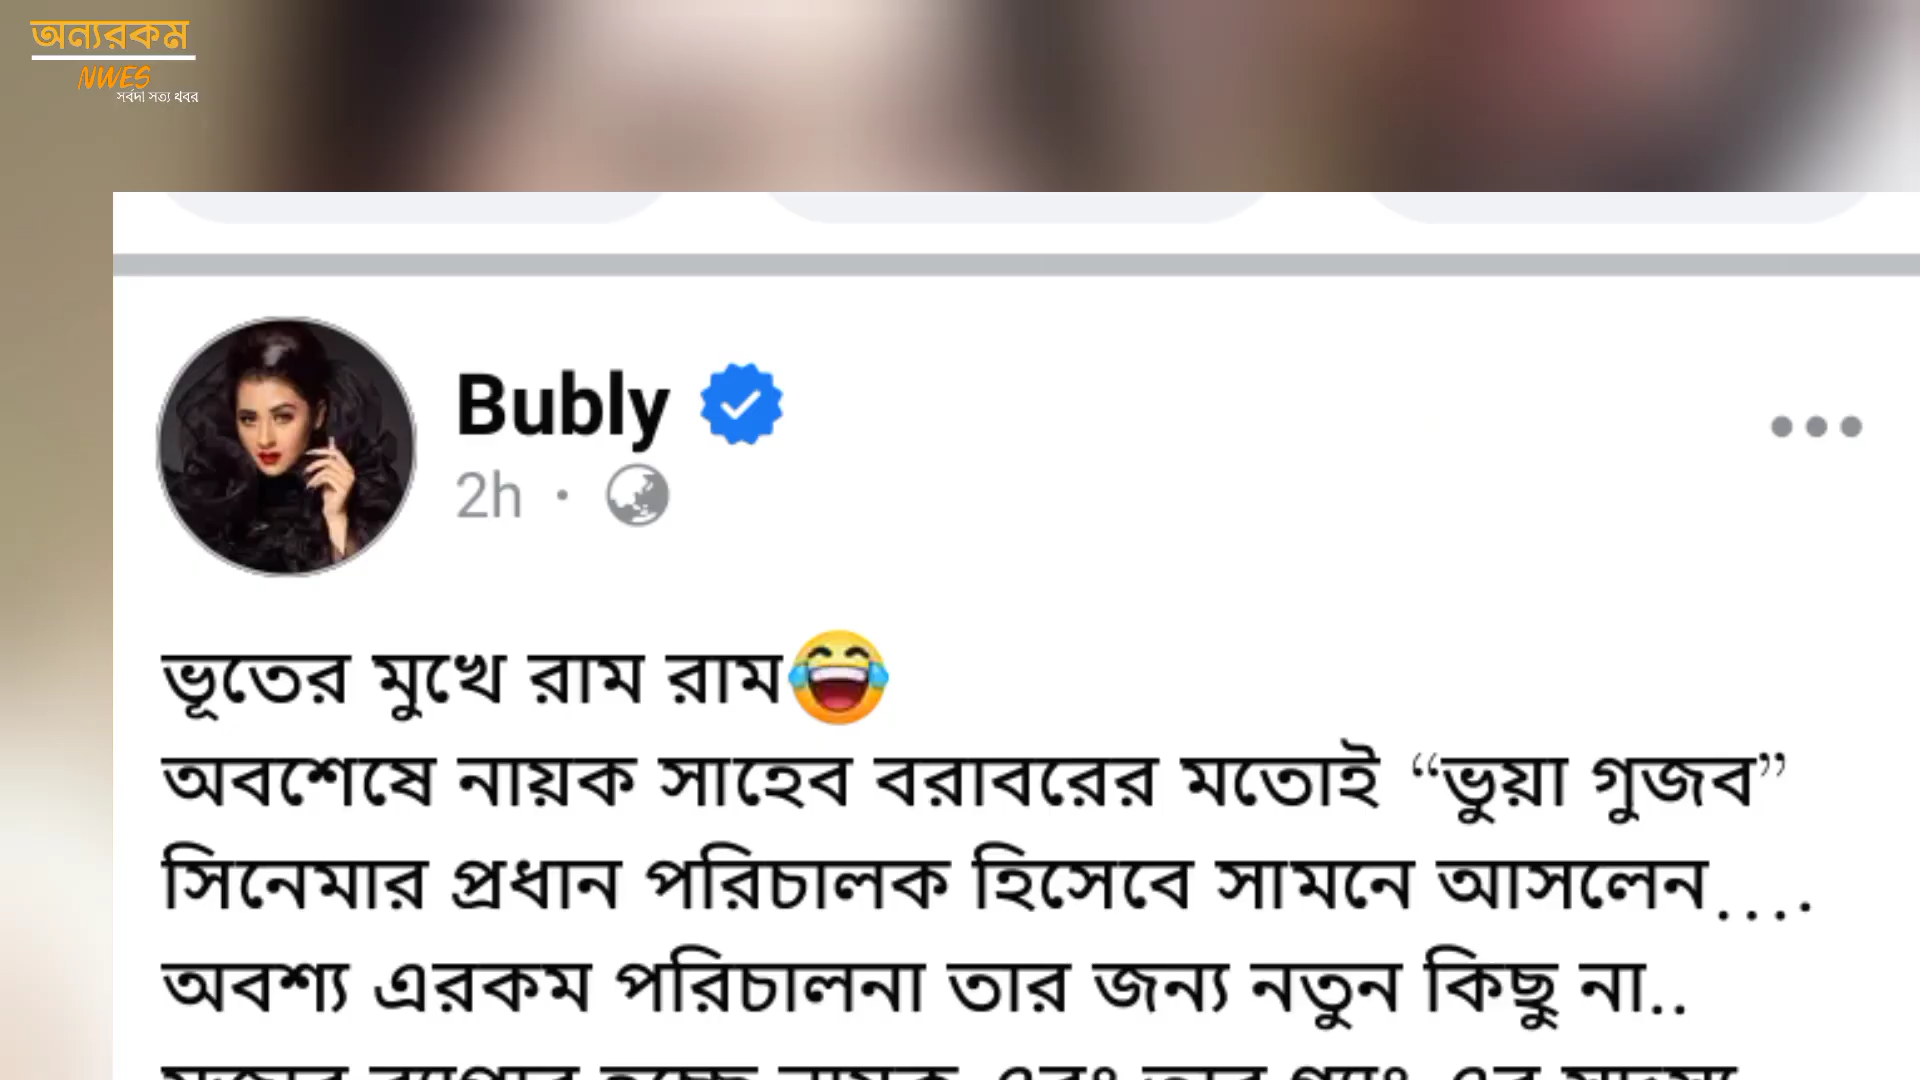 অন্যরকম
NWES
সর্বদা সত্য খবর
Bubly
2h ·
ভূতের মুখে রাম রাম😂
অবশেষে নায়ক সাহেব বরাবরের মতোই “ভুয়া গুজব”
সিনেমার প্রধান পরিচালক হিসেবে সামনে আসলেন….
অবশ্য এরকম পরিচালনা তার জন্য নতুন কিছু না..